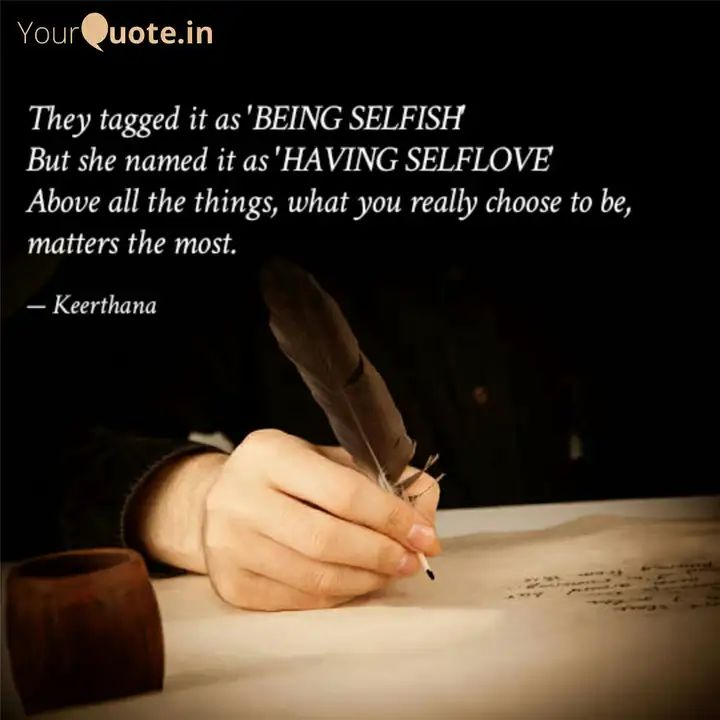 YourQuote.in
They tagged it as 'BEING SELFISH'
But she named it as 'HAVING SELFLOVE'
Above all the things, what you really choose to be,
matters the most.
— Keerthana